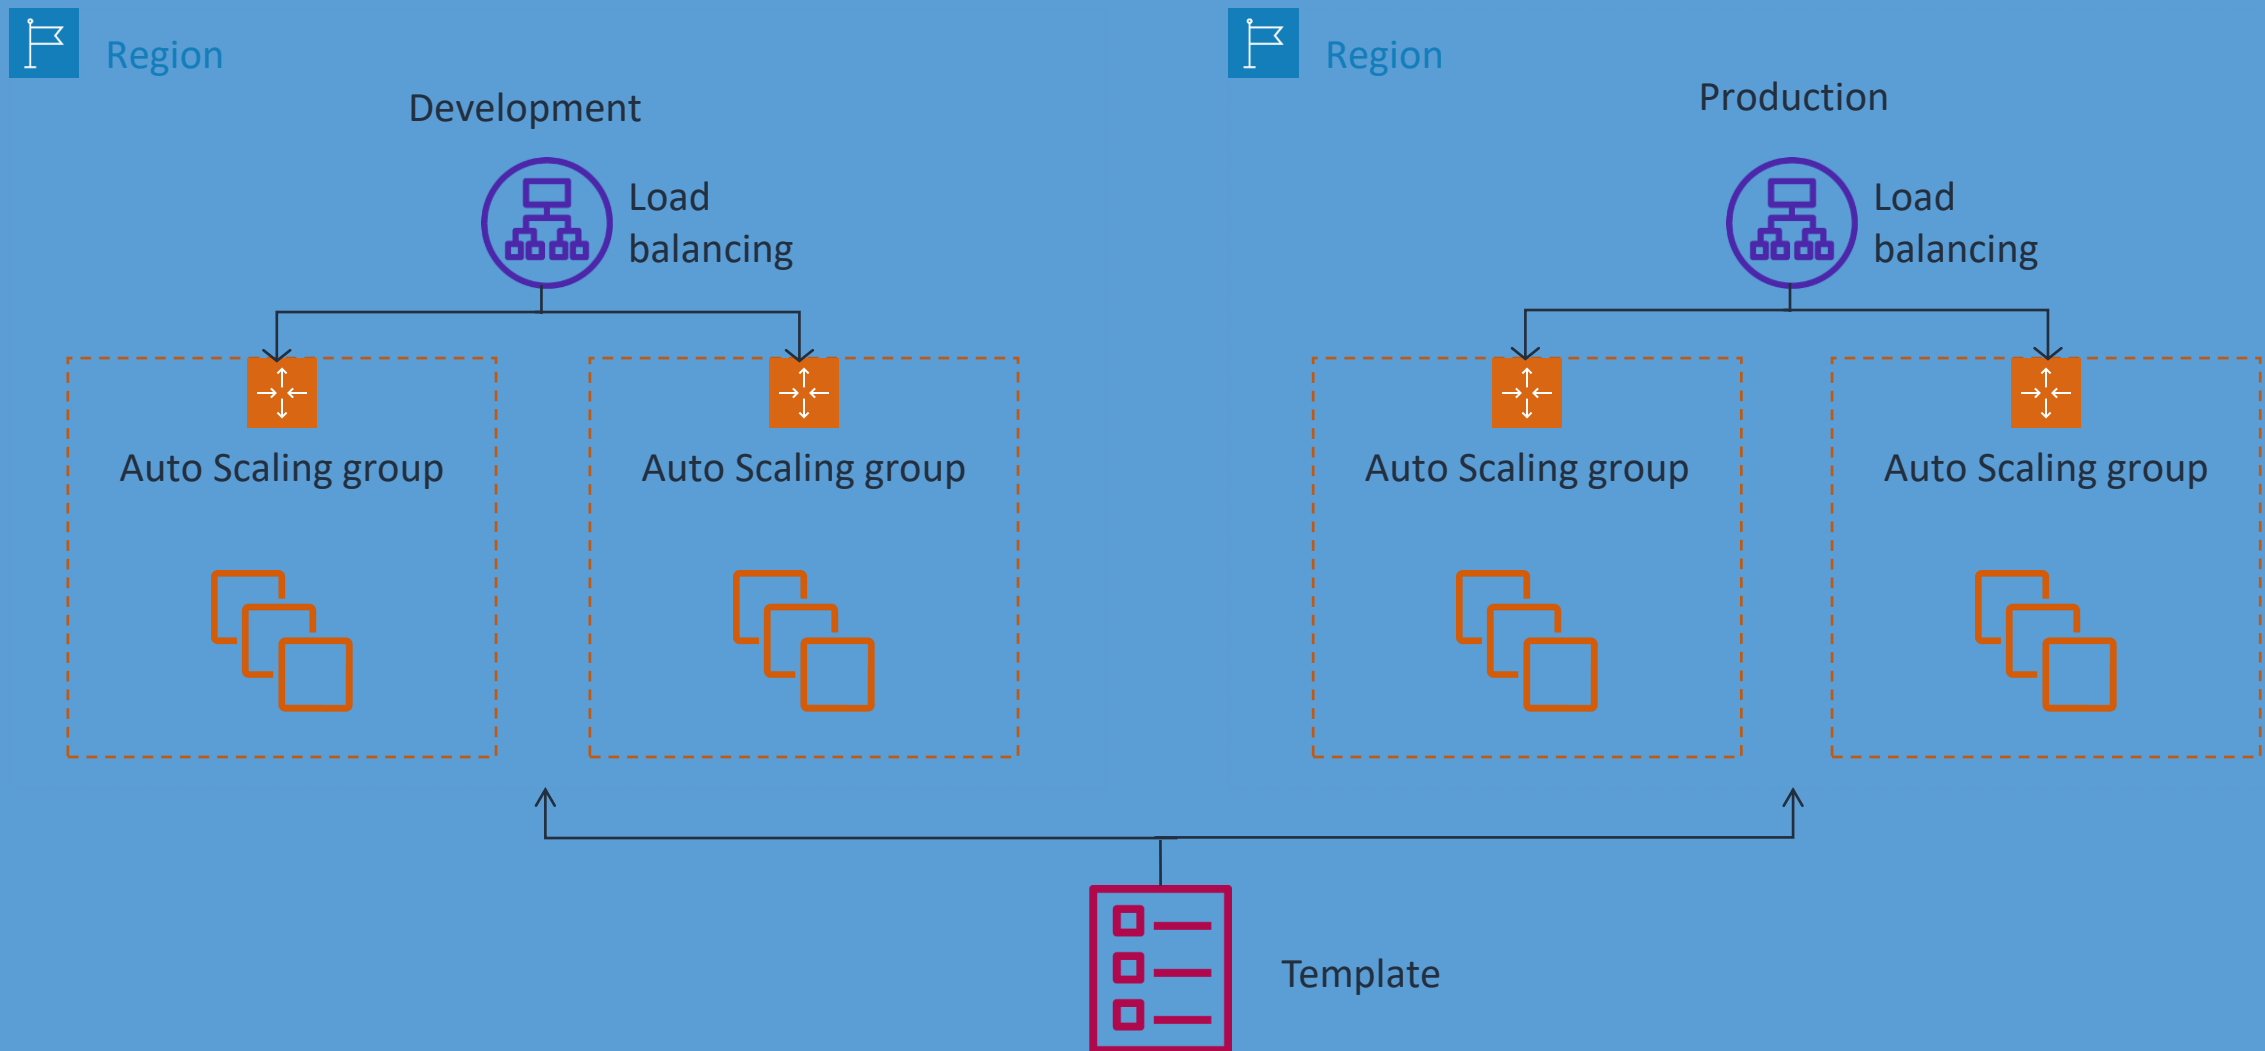 Region
Development
Load
balancing
Auto Scaling group
Auto Scaling group
Region
Production
Load
balancing
Auto Scaling group
Auto Scaling group
Template